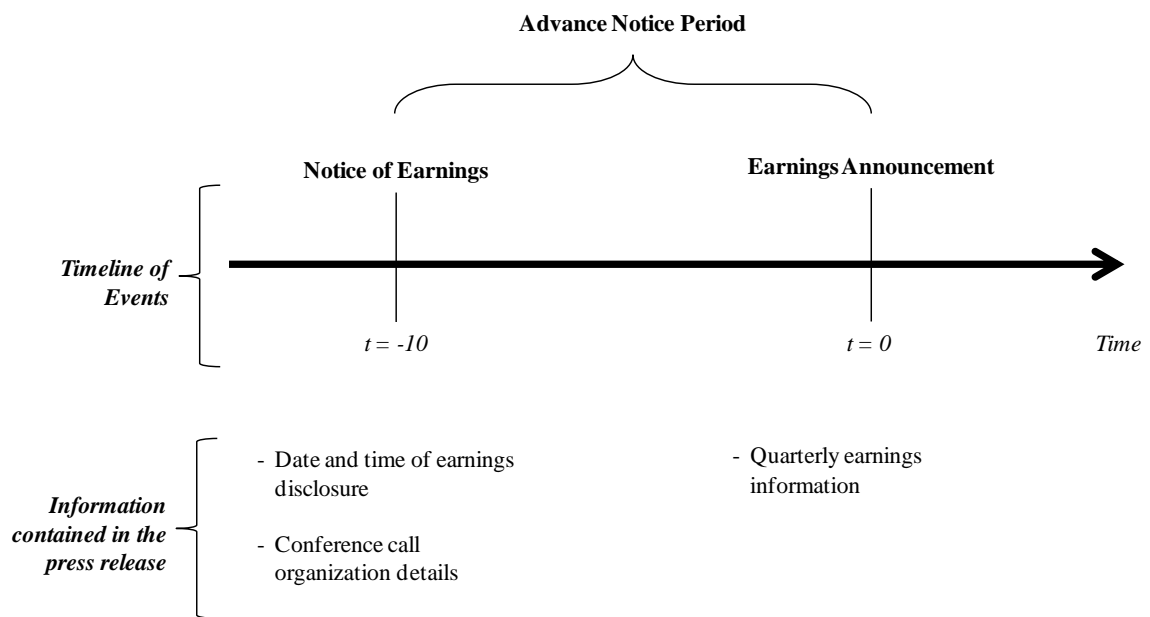 Advance Notice Period
Notice of Earnings
Earnings Announcement
Timeline of
Events
t = -10
t = 0
Time
- Date and time of earnings
disclosure
- Quarterly earnings
information
Information
contained in the
press release
- Conference call
organization details